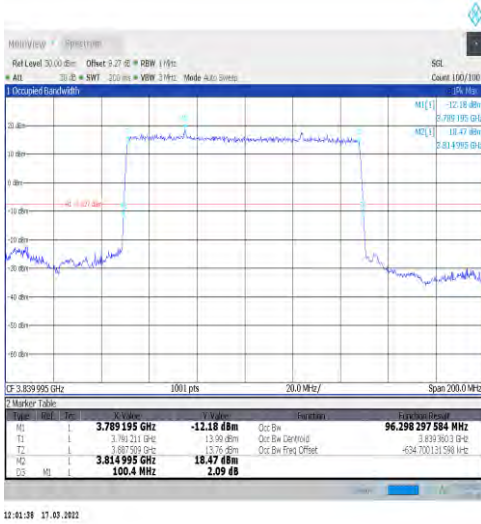 MultiView Spectrum
Ref Level 30.00 dBm Offset 9.27 dB RBW 1 MHz SGL
Att 30 dB SWT 200 ms VBW 3 MHz Mode Auto Sweep Count 100/100
1 Occupied Bandwidth 1Pk Max
M1[1] -12.18 dBm
3.789 195 GHz
M2[1] 18.47 dBm
3.814 995 GHz
20 dBm
10 dBm
0 dBm
-10 dBm
-20 dBm
-30 dBm
-40 dBm
-50 dBm
-60 dBm
CF 3.839 995 GHz 1001 pts 20.0 MHz/ Span 200.0 MHz
2 Marker Table
Type Ref Trc X-Value Y-Value Function Function Result
M1 1 3.789 195 GHz -12.18 dBm Occ Bw 96.298 297 584 MHz
T1 1 3.791 211 GHz 13.99 dBm Occ Bw Centroid 3.839 3603 GHz
T2 1 3.887 509 GHz 13.76 dBm Occ Bw Freq Offset -634.700 131 598 kHz
M2 1 3.814 995 GHz 18.47 dBm
D3 M1 1 100.4 MHz 2.09 dB
12:01:38 17.03.2022